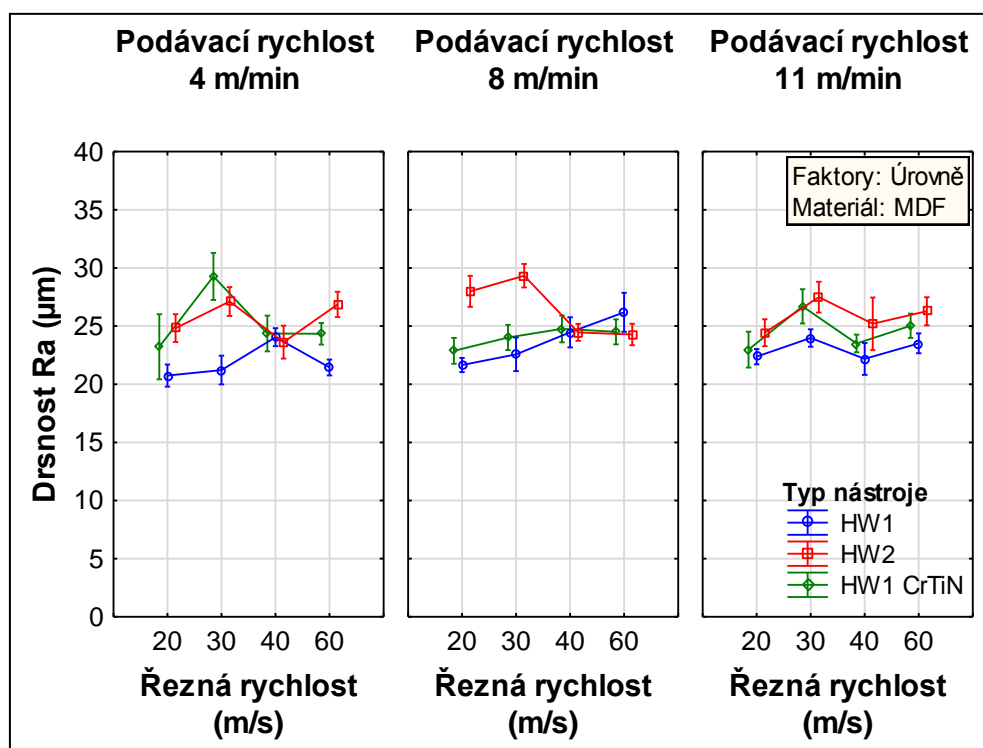 Podávací rychlost
4 m/min
Podávací rychlost
8 m/min
Podávací rychlost
11 m/min
Drsnost Ra (µm)
40
35
30
25
20
15
10
5
0
Faktory: Úrovně
Materiál: MDF
Typ nástroje
HW1
HW2
HW1 CrTiN
20 30 40 60
20 30 40 60
20 30 40 60
Řezná rychlost
(m/s)
Řezná rychlost
(m/s)
Řezná rychlost
(m/s)